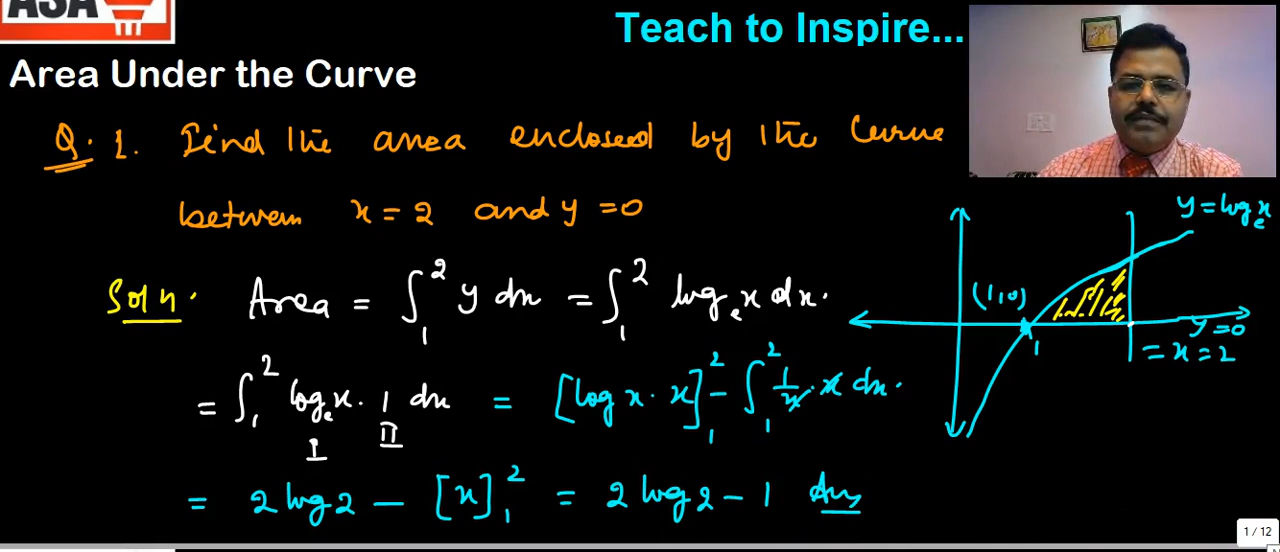 ASA
Teach to Inspire...
Area Under the Curve
Q. 1. Find the area enclosed by the curve
between x = 2 and y = 0
Soln. Area = ∫₁² y dx = ∫₁² logₑx dx.
= ∫₁² logₑx . 1 dx = [log x . x]₁² - ∫₁² 1/x . x dx.
I II
= 2 log 2 - [x]₁² = 2 log 2 - 1 Ans
y = logₑx
(1,0)
y = 0
1
= x = 2
1 / 12